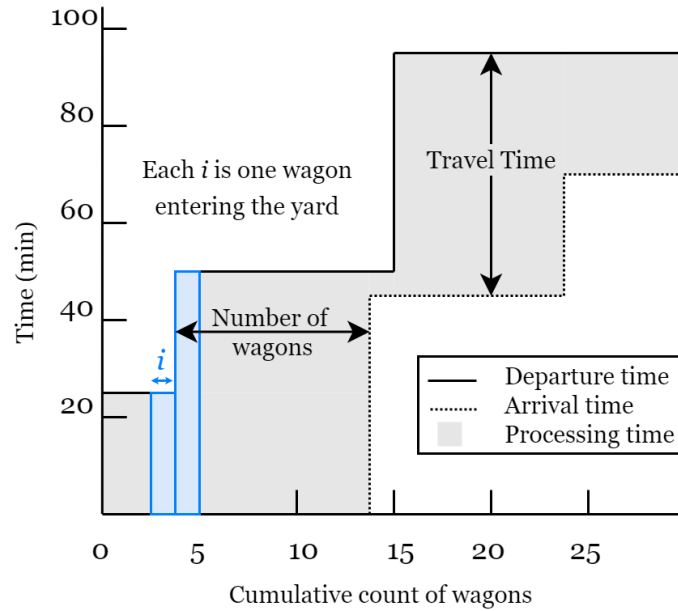 100
80
60
40
20
Time (min)
Each i is one wagon
entering the yard
Travel Time
Number of
wagons
i
Departure time
Arrival time
Processing time
0
5
10
15
20
25
Cumulative count of wagons